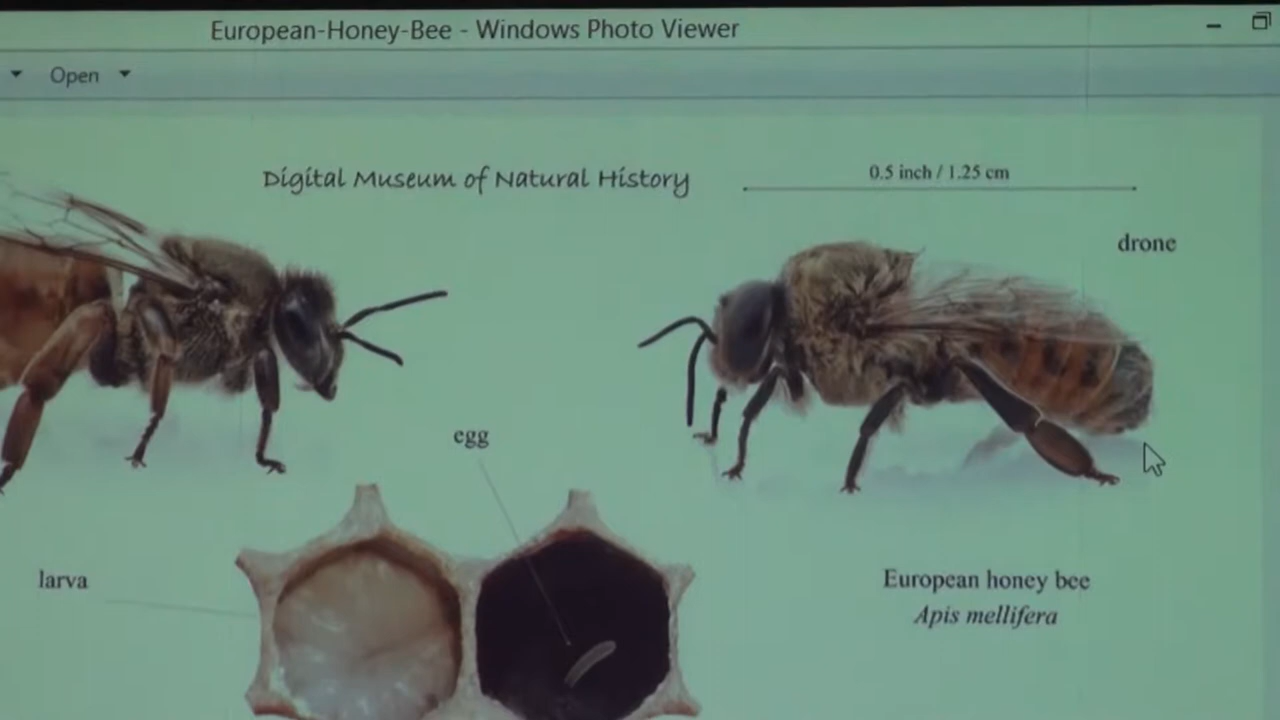 European-Honey-Bee - Windows Photo Viewer
Open
Digital Museum of Natural History
0.5 inch / 1.25 cm
drone
egg
larva
European honey bee
Apis mellifera